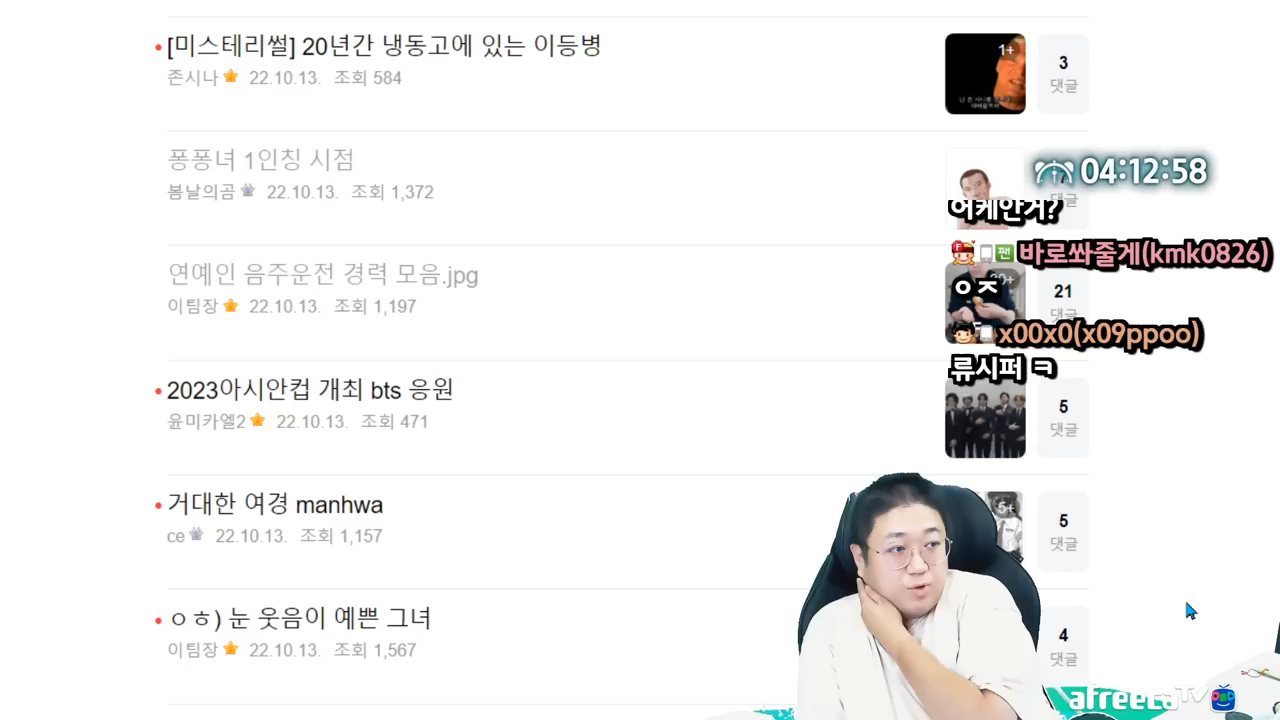 [미스테리썰] 20년간 냉동고에 있는 이등병
존시나 22.10.13. 조회 584
1+
3
댓글
퐁퐁녀 1인칭 시점
봄날의곰 22.10.13. 조회 1,372
04:12:58
댓글
어케안거?
바로쏴줄게(kmk0826)
연예인 음주운전 경력 모음.jpg
이팀장 22.10.13. 조회 1,197
ㅇㅈ
21
댓글
x00x0(x09ppoo)
류시퍼 ㅋ
2023아시안컵 개최 bts 응원
윤미카엘2 22.10.13. 조회 471
5
댓글
거대한 여경 manhwa
ce 22.10.13. 조회 1,157
5+
5
댓글
ㅇㅎ) 눈 웃음이 예쁜 그녀
이팀장 22.10.13. 조회 1,567
4
댓글
afreecaTV